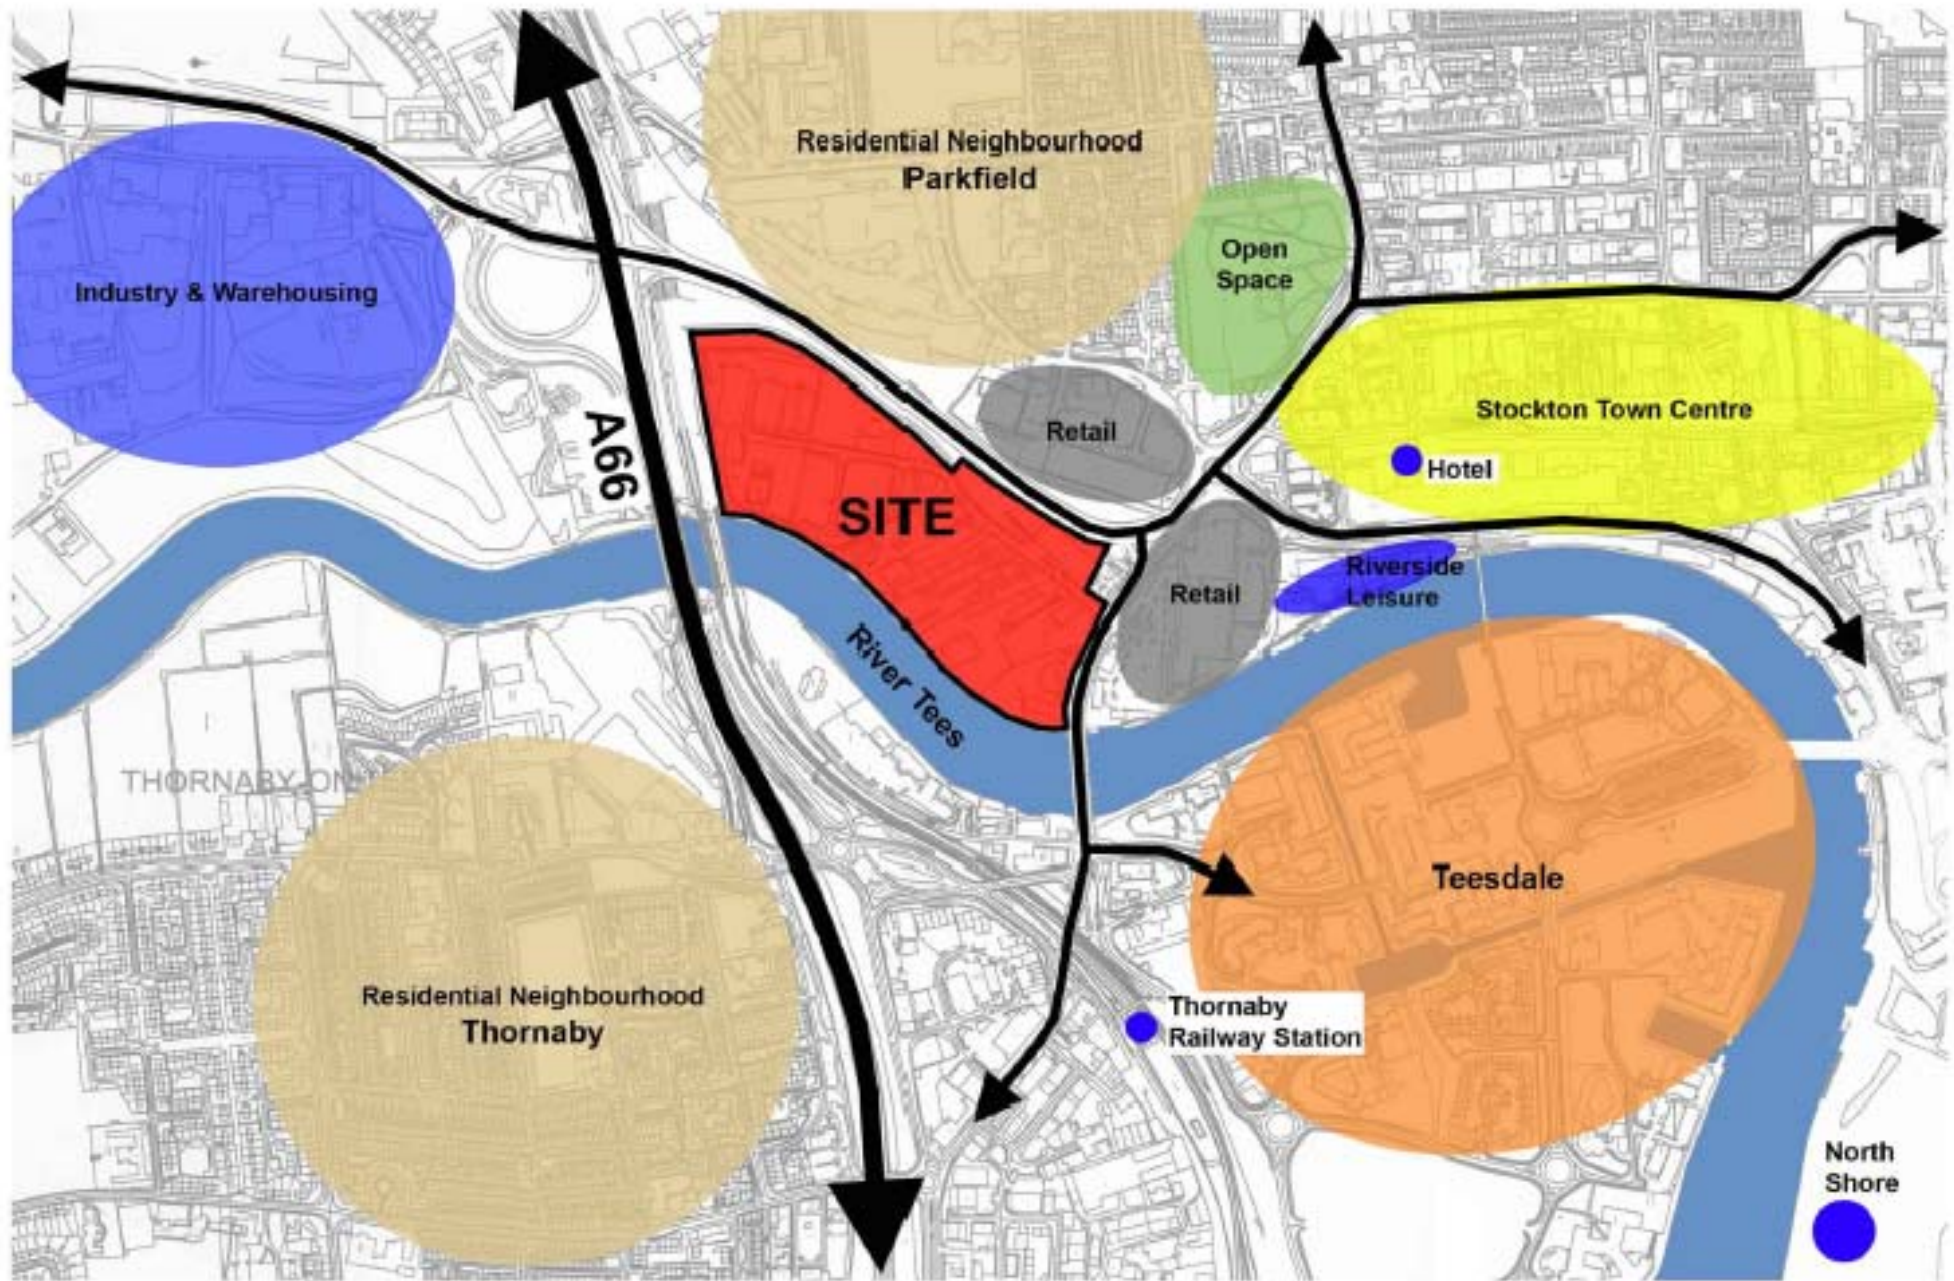 Residential Neighbourhood
Parkfield
Open
Space
Industry & Warehousing
A66
Retail
Stockton Town Centre
Hotel
SITE
Retail
Riverside
Leisure
River Tees
THORNABY-ON
Teesdale
Residential Neighbourhood
Thornaby
Thornaby
Railway Station
North
Shore